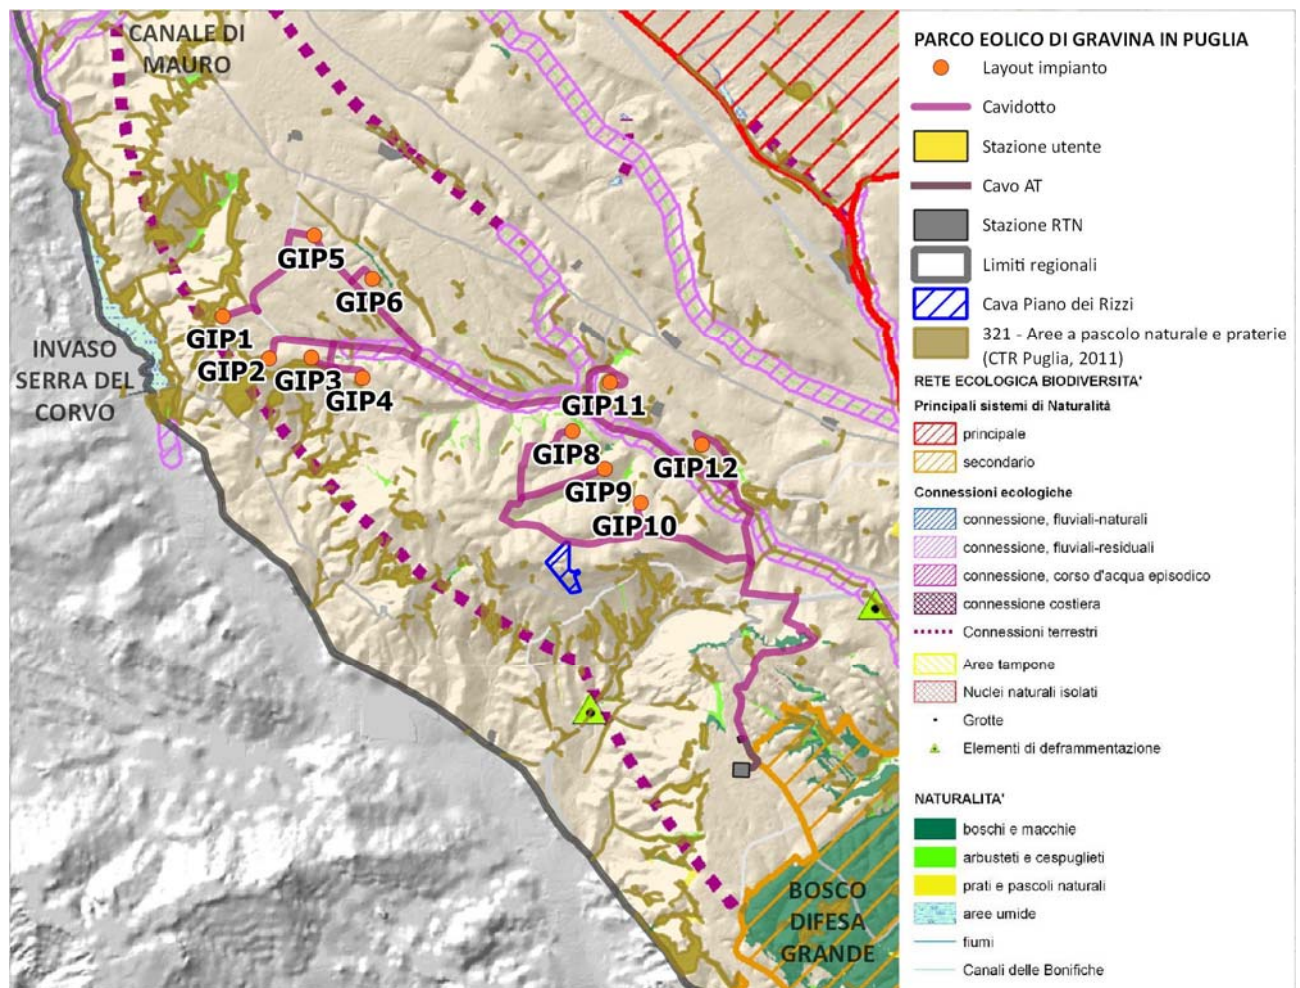 CANALE DI
MAURO
GIP5
GIP6
GIP1
GIP2
GIP3
GIP4
INVASO
SERRA DEL
CORVO
GIP11
GIP8
GIP12
GIP9
GIP10
BOSCO
DIFESA
GRANDE
PARCO EOLICO DI GRAVINA IN PUGLIA
Layout impianto
Cavidotto
Stazione utente
Cavo AT
Stazione RTN
Limiti regionali
Cava Piano dei Rizzi
321 - Aree a pascolo naturale e praterie
(CTR Puglia, 2011)
RETE ECOLOGICA BIODIVERSITA'
Principali sistemi di Naturalità
principale
secondario
Connessioni ecologiche
connessione, fluviali-naturali
connessione, fluviali-residuali
connessione, corso d'acqua episodico
connessione costiera
Connessioni terrestri
Aree tampone
Nuclei naturali isolati
Grotte
Elementi di deframmentazione
NATURALITA'
boschi e macchie
arbusteti e cespuglieti
prati e pascoli naturali
aree umide
fiumi
Canali delle Bonifiche